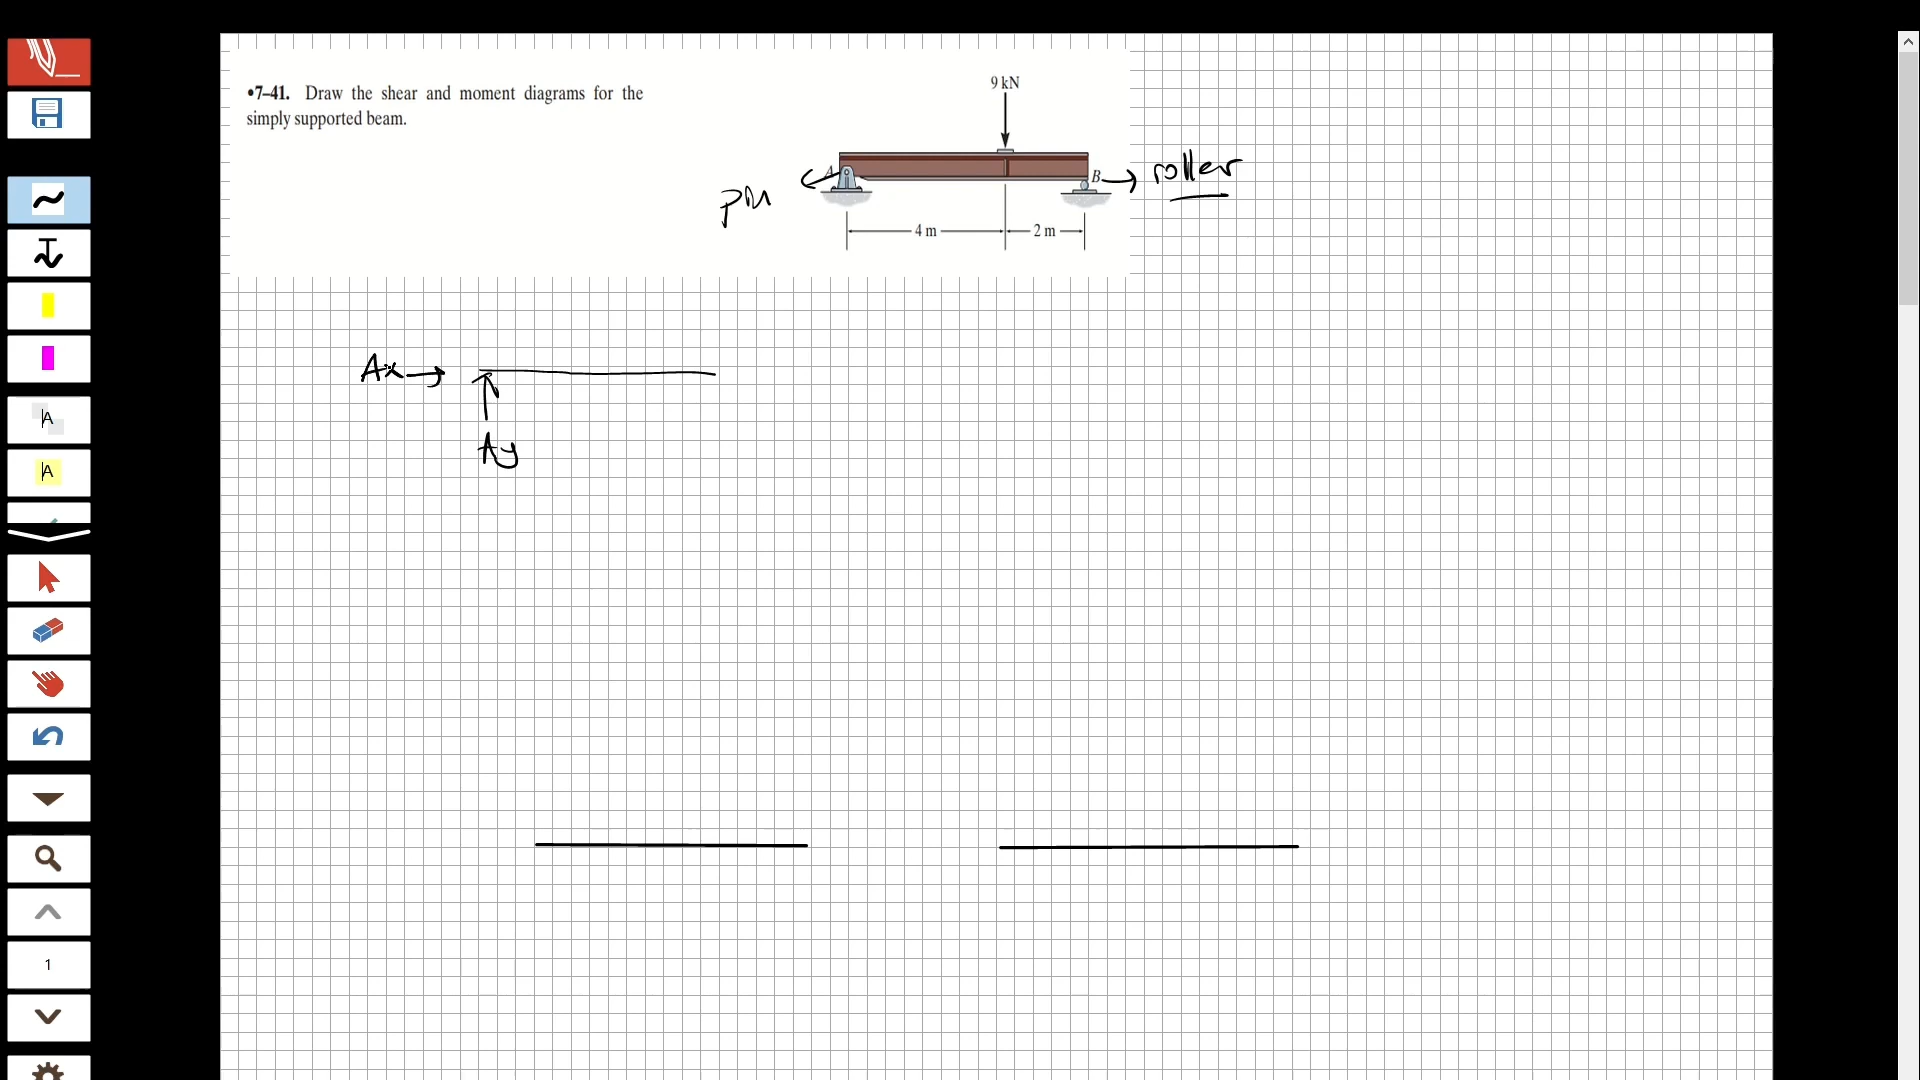 •7–41. Draw the shear and moment diagrams for the
simply supported beam.
9 kN
A
B
roller
pin
4 m
2 m
Ax
Ay
A
A
1